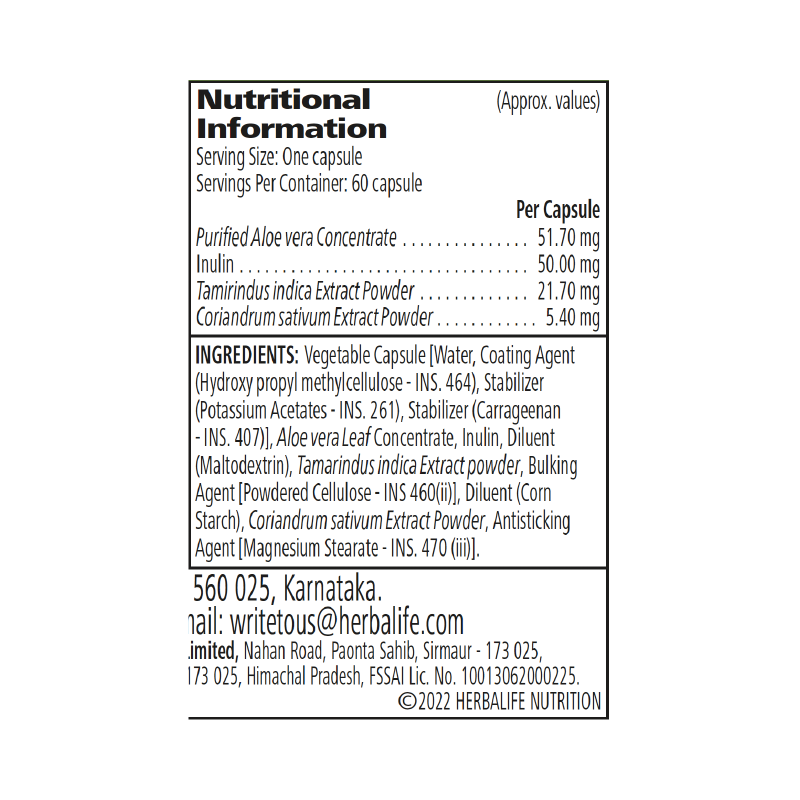 Nutritional (Approx. values)
Information
Serving Size: One capsule
Servings Per Container: 60 capsule
Per Capsule
Purified Aloe vera Concentrate . . . . . . . . . . . . . . . 51.70 mg
Inulin . . . . . . . . . . . . . . . . . . . . . . . . . . . . . . . . . . 50.00 mg
Tamirindus indica Extract Powder . . . . . . . . . . . . . 21.70 mg
Coriandrum sativum Extract Powder . . . . . . . . . . . . 5.40 mg
INGREDIENTS: Vegetable Capsule [Water, Coating Agent
(Hydroxy propyl methylcellulose - INS. 464), Stabilizer
(Potassium Acetates - INS. 261), Stabilizer (Carrageenan
- INS. 407)], Aloe vera Leaf Concentrate, Inulin, Diluent
(Maltodextrin), Tamarindus indica Extract powder, Bulking
Agent [Powdered Cellulose - INS 460(ii)], Diluent (Corn
Starch), Coriandrum sativum Extract Powder, Antisticking
Agent [Magnesium Stearate - INS. 470 (iii)].
560 025, Karnataka.
nail: writetous@herbalife.com
imited, Nahan Road, Paonta Sahib, Sirmaur - 173 025,
173 025, Himachal Pradesh, FSSAI Lic. No. 10013062000225.
©2022 HERBALIFE NUTRITION